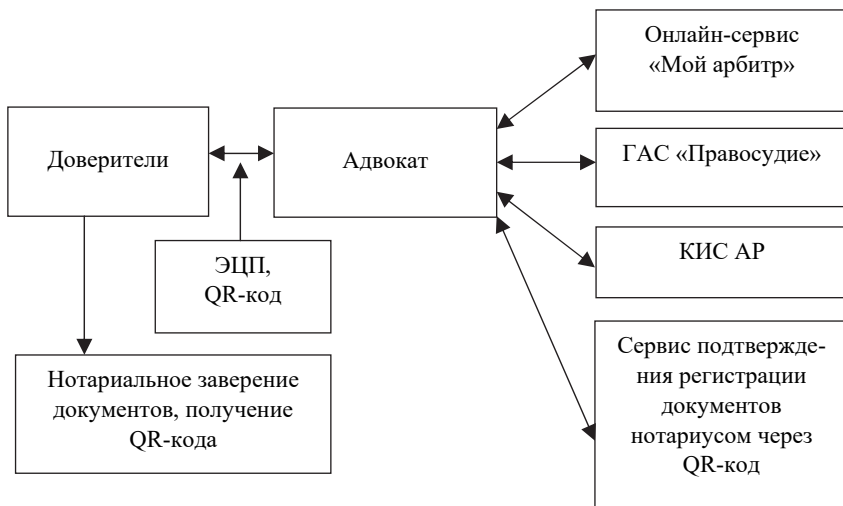 Онлайн-сервис
«Мой арбитр»
Доверители
Адвокат
ГАС «Правосудие»
ЭЦП,
QR-код
КИС АР
Нотариальное заверение
документов, получение
QR-кода
Сервис подтвержде-
ния регистрации
документов
нотариусом через
QR-код